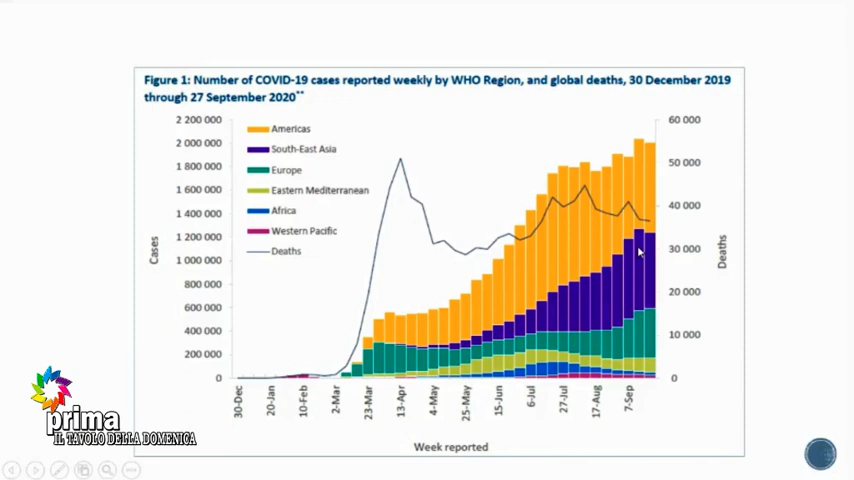 Figure 1: Number of COVID-19 cases reported weekly by WHO Region, and global deaths, 30 December 2019
through 27 September 2020**
2 200 000
2 000 000
1 800 000
1 600 000
1 400 000
1 200 000
1 000 000
800 000
600 000
400 000
200 000
0
Cases
Americas
South-East Asia
Europe
Eastern Mediterranean
Africa
Western Pacific
Deaths
60 000
50 000
40 000
30 000
20 000
10 000
0
Deaths
30-Dec
20-Jan
10-Feb
2-Mar
23-Mar
13-Apr
4-May
25-May
15-Jun
6-Jul
27-Jul
17-Aug
7-Sep
Week reported
prima
IL TAVOLO DELLA DOMENICA